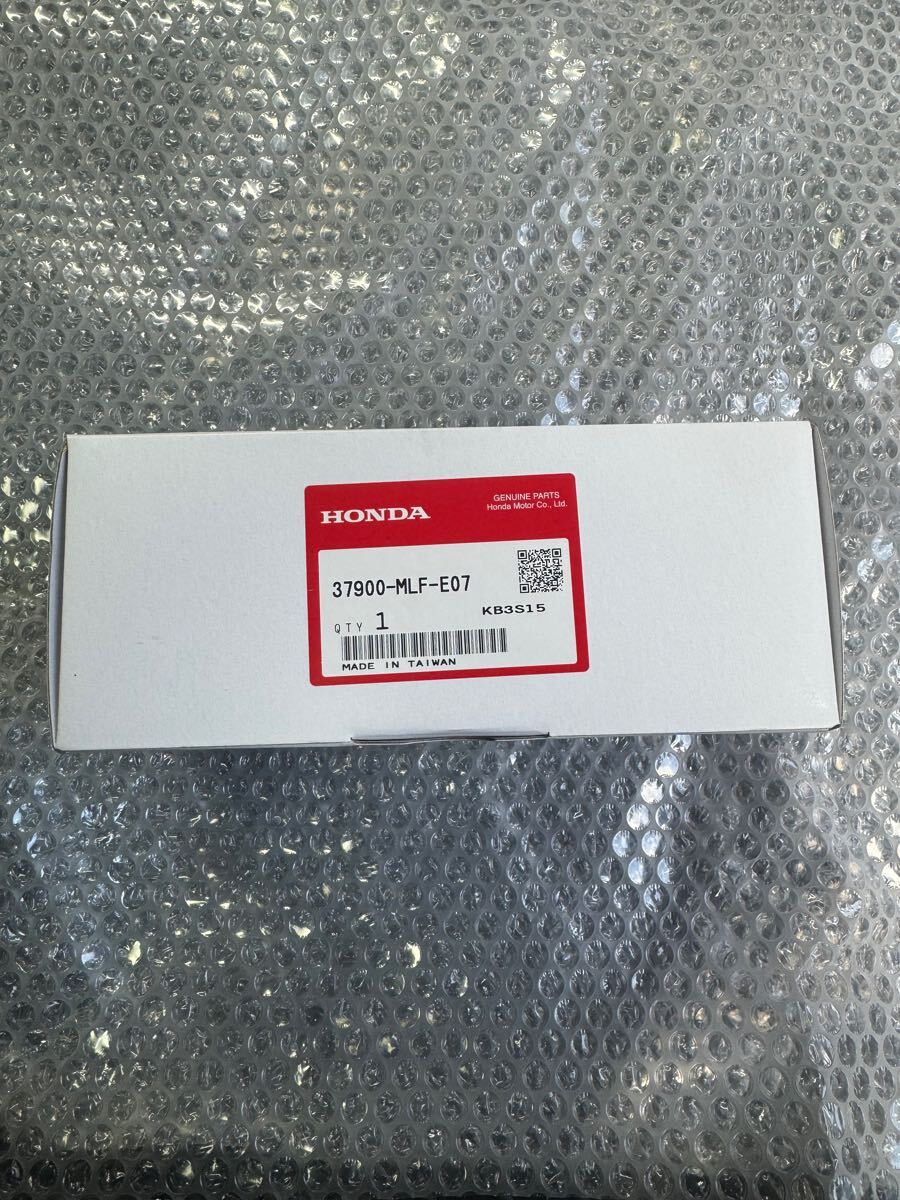 HONDA
GENUINE PARTS
Honda Motor Co., Ltd.
37900-MLF-E07
KB3S15
QTY 1
MADE IN TAIWAN